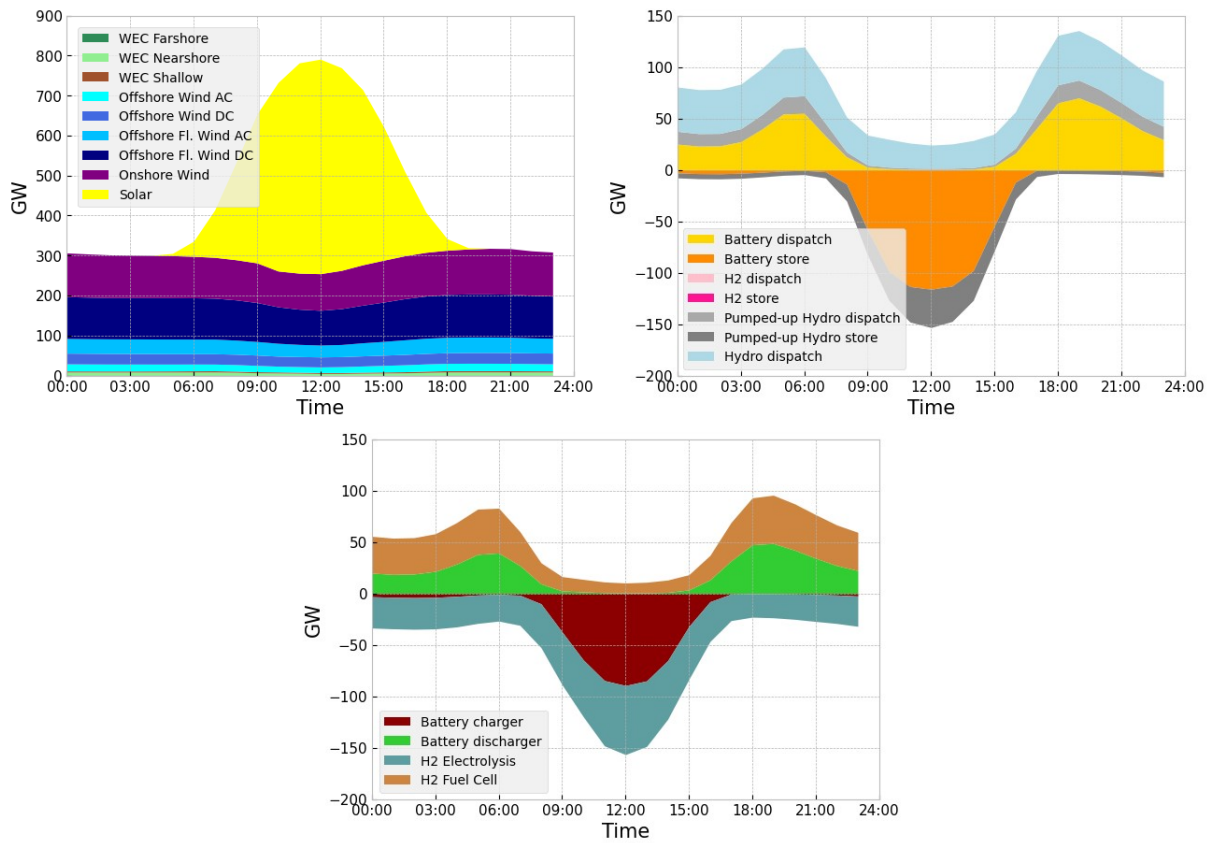 900
800
700
600
500
400
300
200
100
0
GW
WEC Farshore
WEC Nearshore
WEC Shallow
Offshore Wind AC
Offshore Wind DC
Offshore Fl. Wind AC
Offshore Fl. Wind DC
Onshore Wind
Solar
00:00 03:00 06:00 09:00 12:00 15:00 18:00 21:00 24:00
Time
150
100
50
0
−50
−100
−150
−200
GW
Battery dispatch
Battery store
H2 dispatch
H2 store
Pumped-up Hydro dispatch
Pumped-up Hydro store
Hydro dispatch
00:00 03:00 06:00 09:00 12:00 15:00 18:00 21:00 24:00
Time
150
100
50
0
−50
−100
−150
−200
GW
Battery charger
Battery discharger
H2 Electrolysis
H2 Fuel Cell
00:00 03:00 06:00 09:00 12:00 15:00 18:00 21:00 24:00
Time